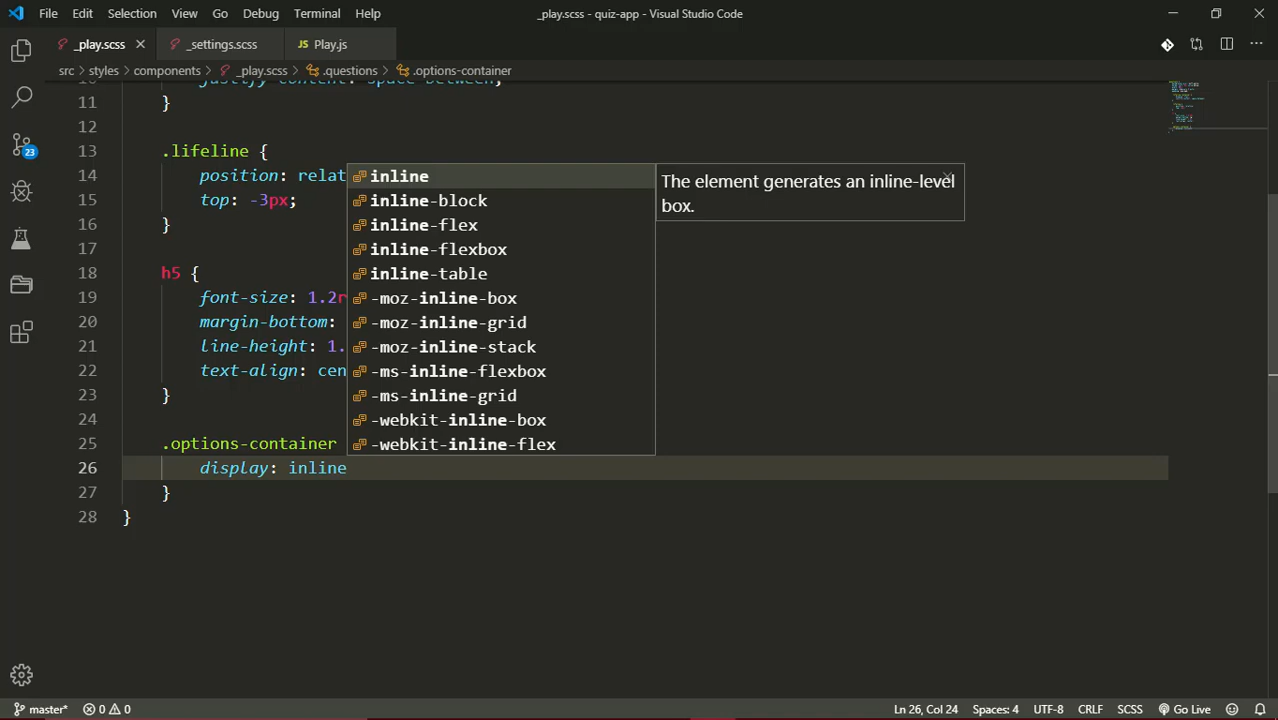 File Edit Selection View Go Debug Terminal Help
_play.scss - quiz-app - Visual Studio Code
_play.scss _settings.scss JS Play.js
src styles components _play.scss .questions .options-container
justify-content: space-between;
11 }
12
13 .lifeline {
14 position: relat
15 top: -3px;
16 }
17
18 h5 {
19 font-size: 1.2r
20 margin-bottom:
21 line-height: 1.
22 text-align: cen
23 }
24
25 .options-container
26 display: inline
27 }
28 }
inline
inline-block
inline-flex
inline-flexbox
inline-table
-moz-inline-box
-moz-inline-grid
-moz-inline-stack
-ms-inline-flexbox
-ms-inline-grid
-webkit-inline-box
-webkit-inline-flex
The element generates an inline-level
box.
23
master* 0 0 Ln 26, Col 24 Spaces: 4 UTF-8 CRLF SCSS Go Live